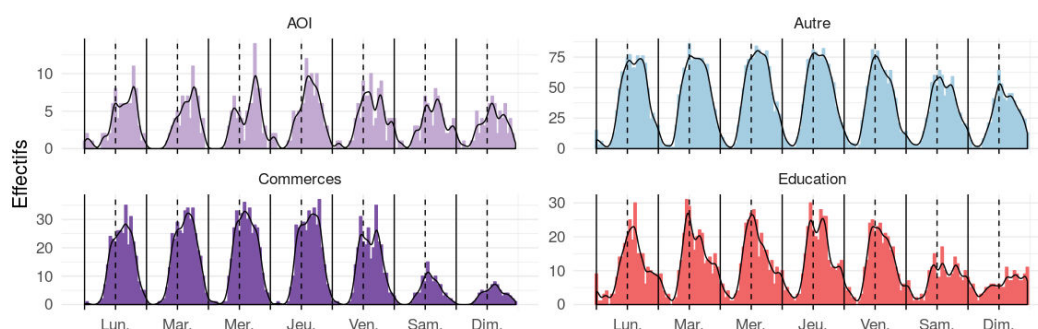 AOI
Autre
Effectifs
10
5
0
75
50
25
0
Commerces
Education
30
20
10
0
30
20
10
0
Lun. Mar. Mer. Jeu. Ven. Sam. Dim.
Lun. Mar. Mer. Jeu. Ven. Sam. Dim.